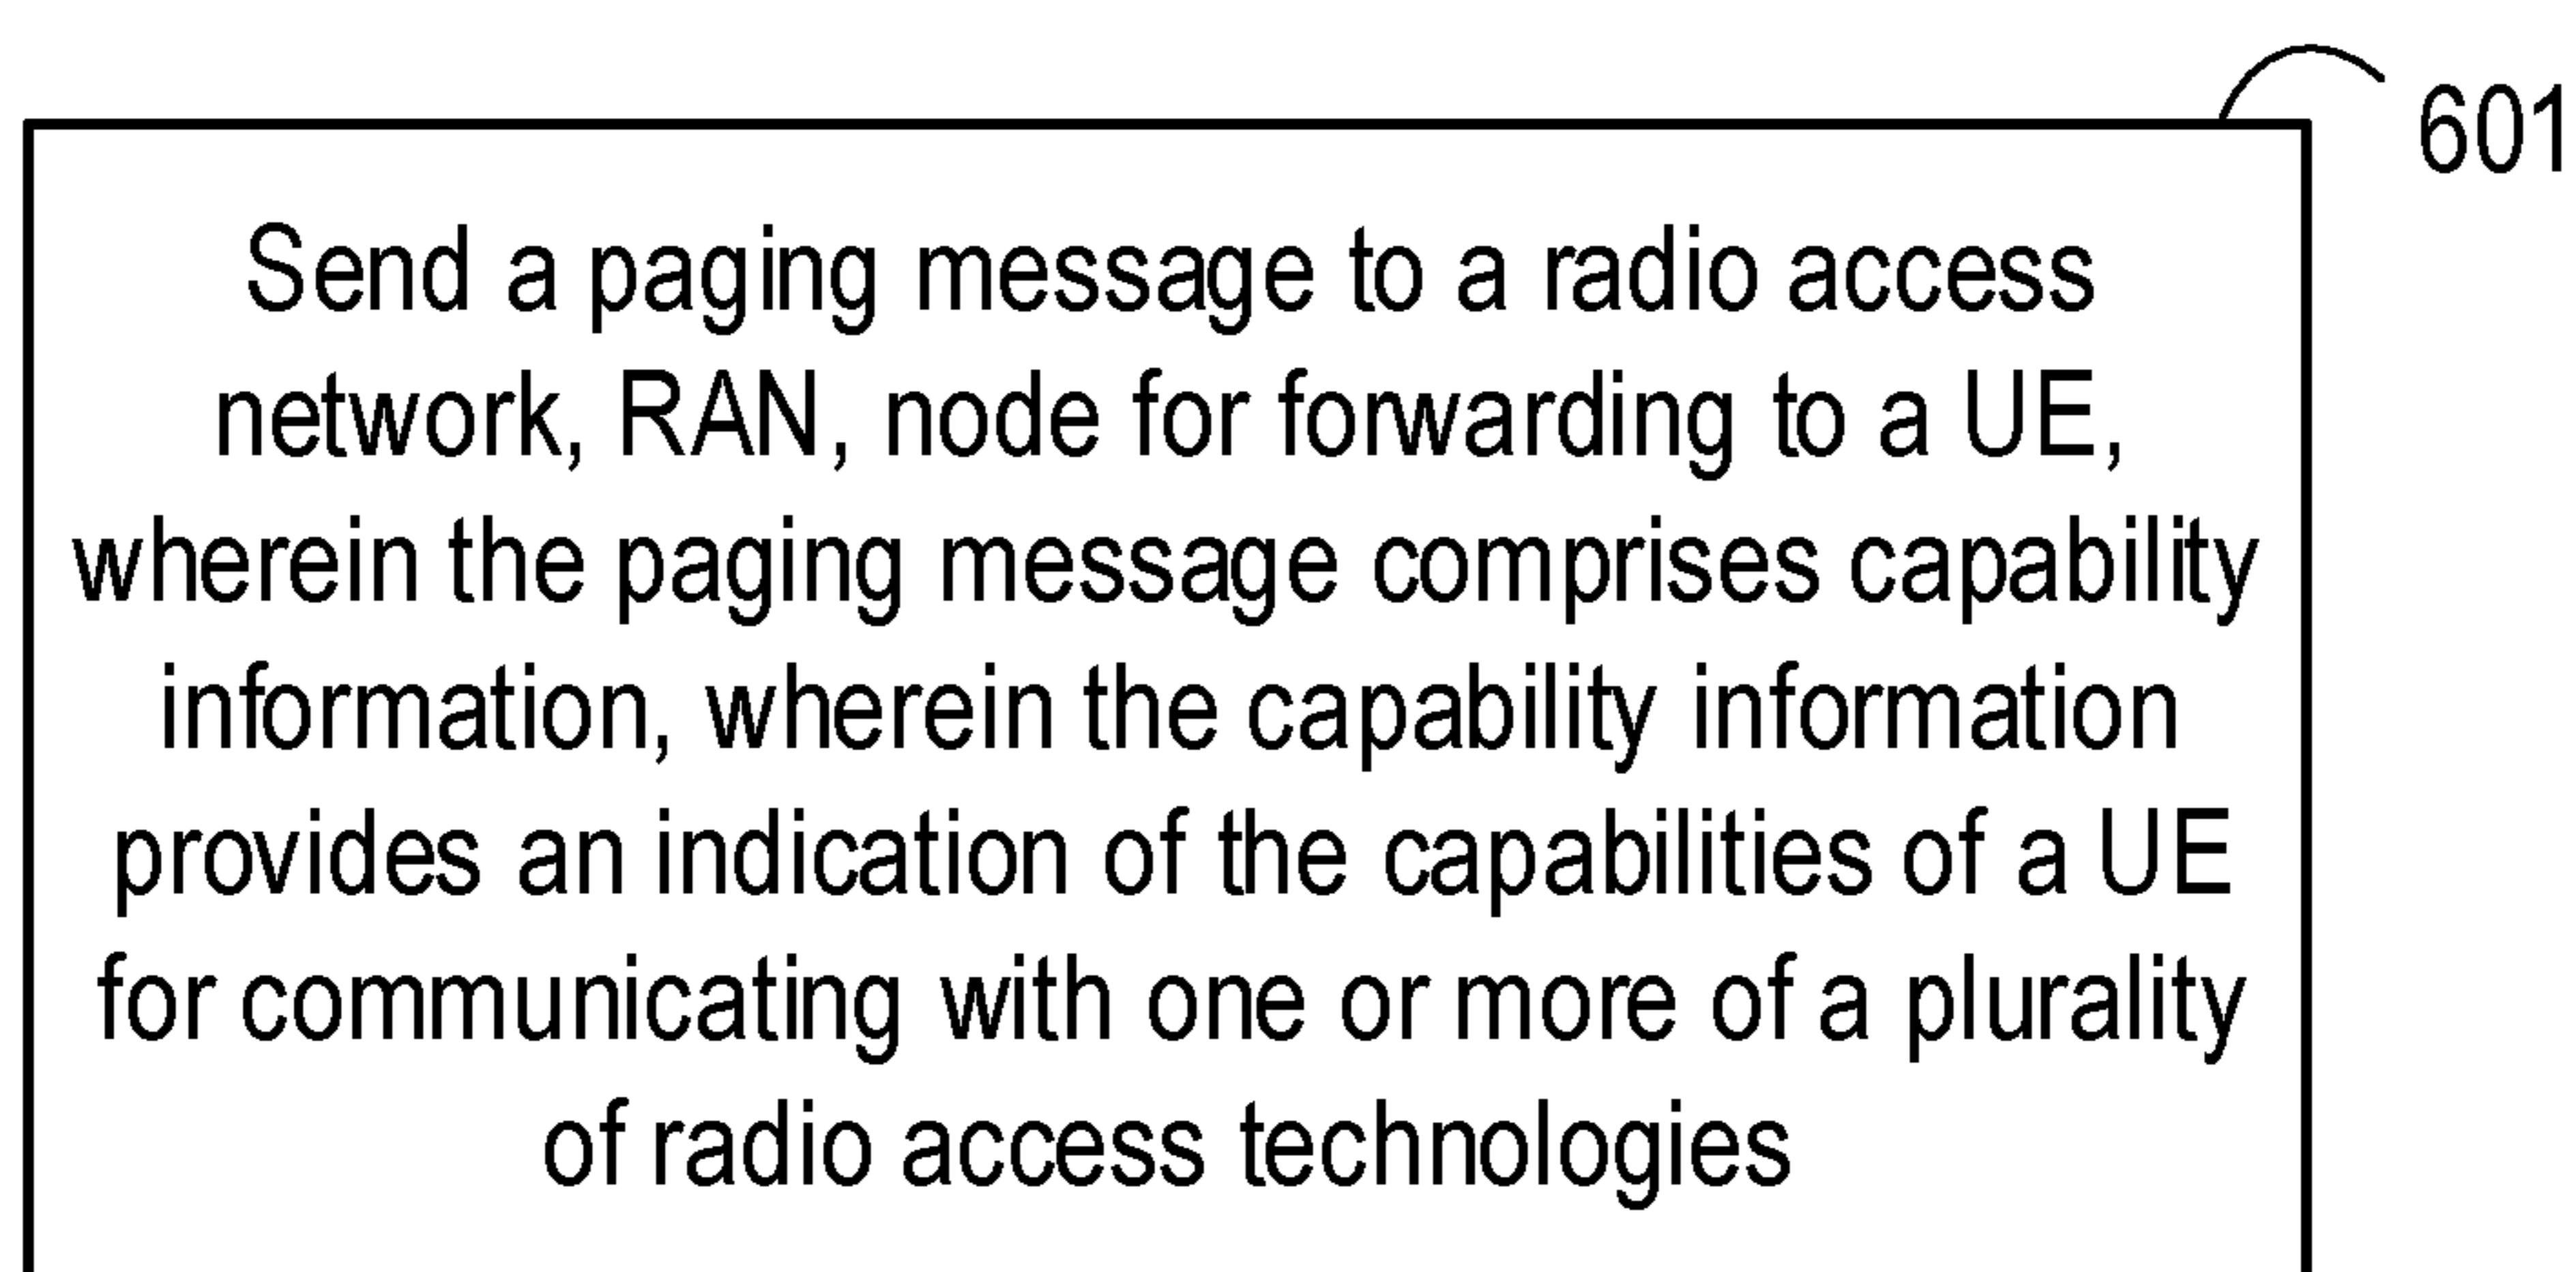 601
Send a paging message to a radio access
network, RAN, node for forwarding to a UE,
wherein the paging message comprises capability
information, wherein the capability information
provides an indication of the capabilities of a UE
for communicating with one or more of a plurality
of radio access technologies